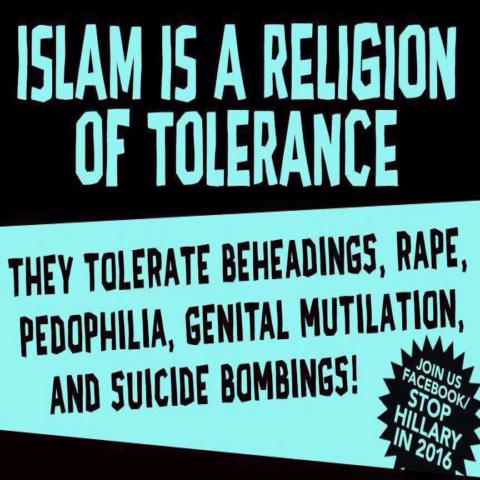 ISLAM IS A RELIGION
OF TOLERANCE
THEY TOLERATE BEHEADINGS, RAPE,
PEDOPHILIA, GENITAL MUTILATION,
AND SUICIDE BOMBINGS!
JOIN US
FACEBOOK/
STOP
HILLARY
IN 2016